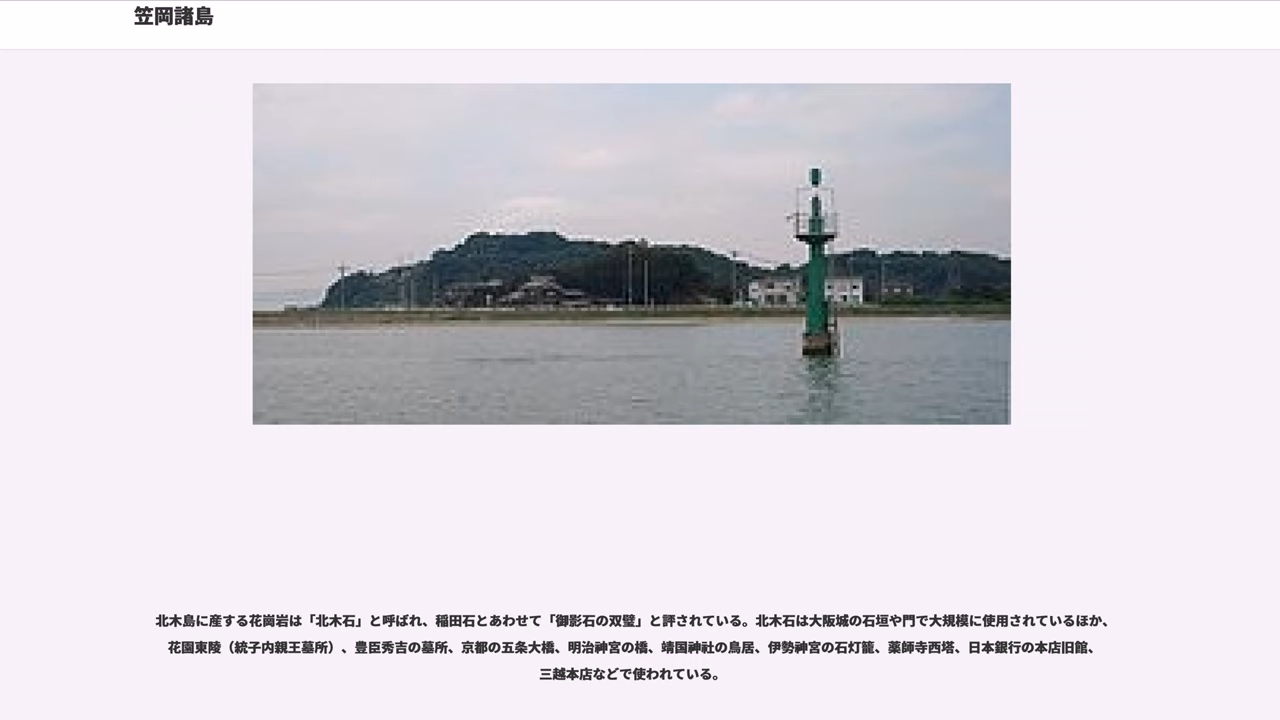 笠岡諸島
北木島に産する花崗岩は「北木石」と呼ばれ、稲田石とあわせて「御影石の双璧」と評されている。北木石は大阪城の石垣や門で大規模に使用されているほか、
花園東陵（統子内親王墓所）、豊臣秀吉の墓所、京都の五条大橋、明治神宮の橋、靖国神社の鳥居、伊勢神宮の石灯籠、薬師寺西塔、日本銀行の本店旧館、
三越本店などで使われている。